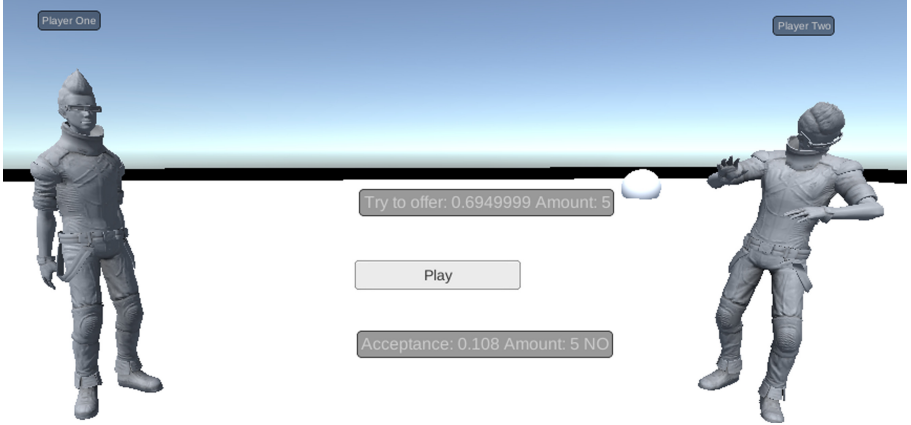 Player One
Player Two
Try to offer: 0.6949999 Amount: 5
Play
Acceptance: 0.108 Amount: 5 NO